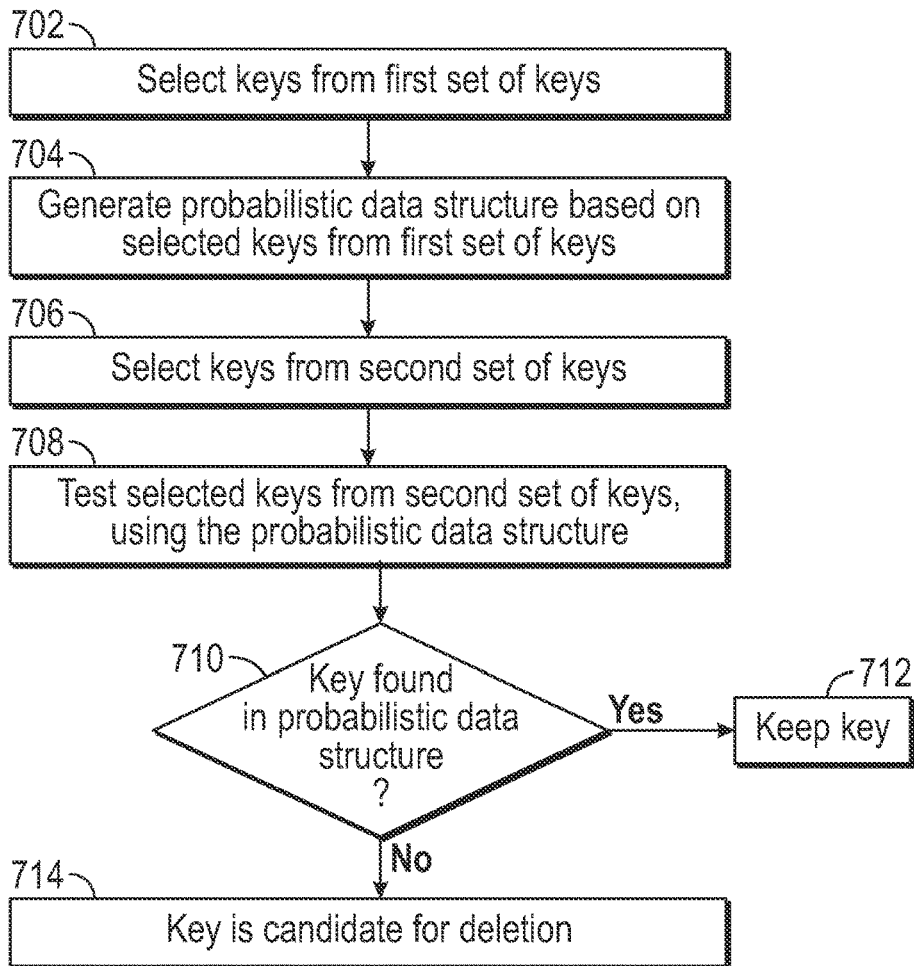 702
Select keys from first set of keys
704
Generate probabilistic data structure based on
selected keys from first set of keys
706
Select keys from second set of keys
708
Test selected keys from second set of keys,
using the probabilistic data structure
710
Key found
in probabilistic data
structure
?
Yes
712
Keep key
No
714
Key is candidate for deletion